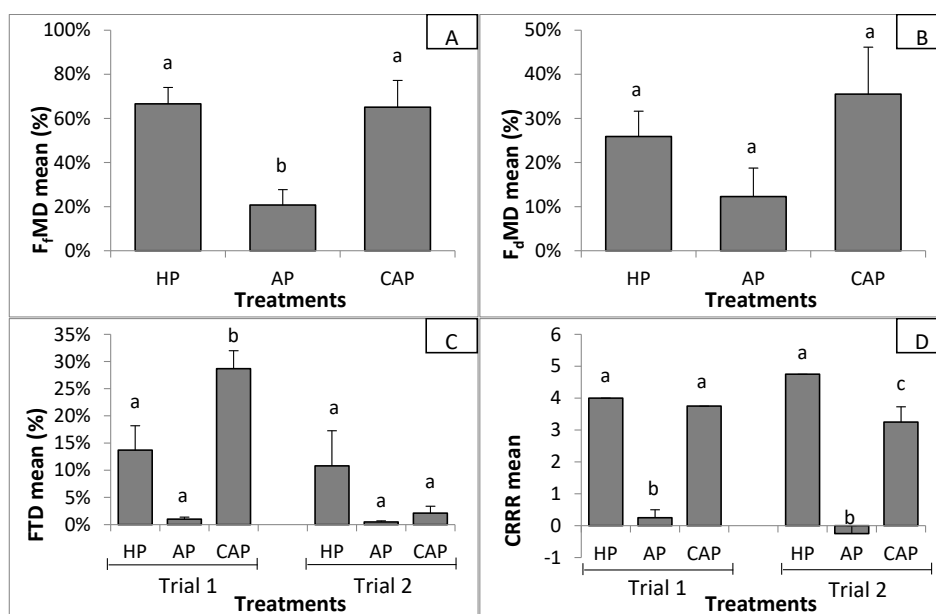 A
100%
80%
60%
40%
20%
0%
FfMD mean (%)
a
b
a
HP AP CAP
Treatments
B
50%
40%
30%
20%
10%
0%
FdMD mean (%)
a
a
a
HP AP CAP
Treatments
C
35%
30%
25%
20%
15%
10%
5%
0%
FTD mean (%)
a
a
b
a
a
a
HP AP CAP HP AP CAP
Trial 1 Trial 2
Treatments
D
6
5
4
3
2
1
0
-1
CRRR mean
a
b
a
a
b
c
HP AP CAP HP AP CAP
Trial 1 Trial 2
Treatments